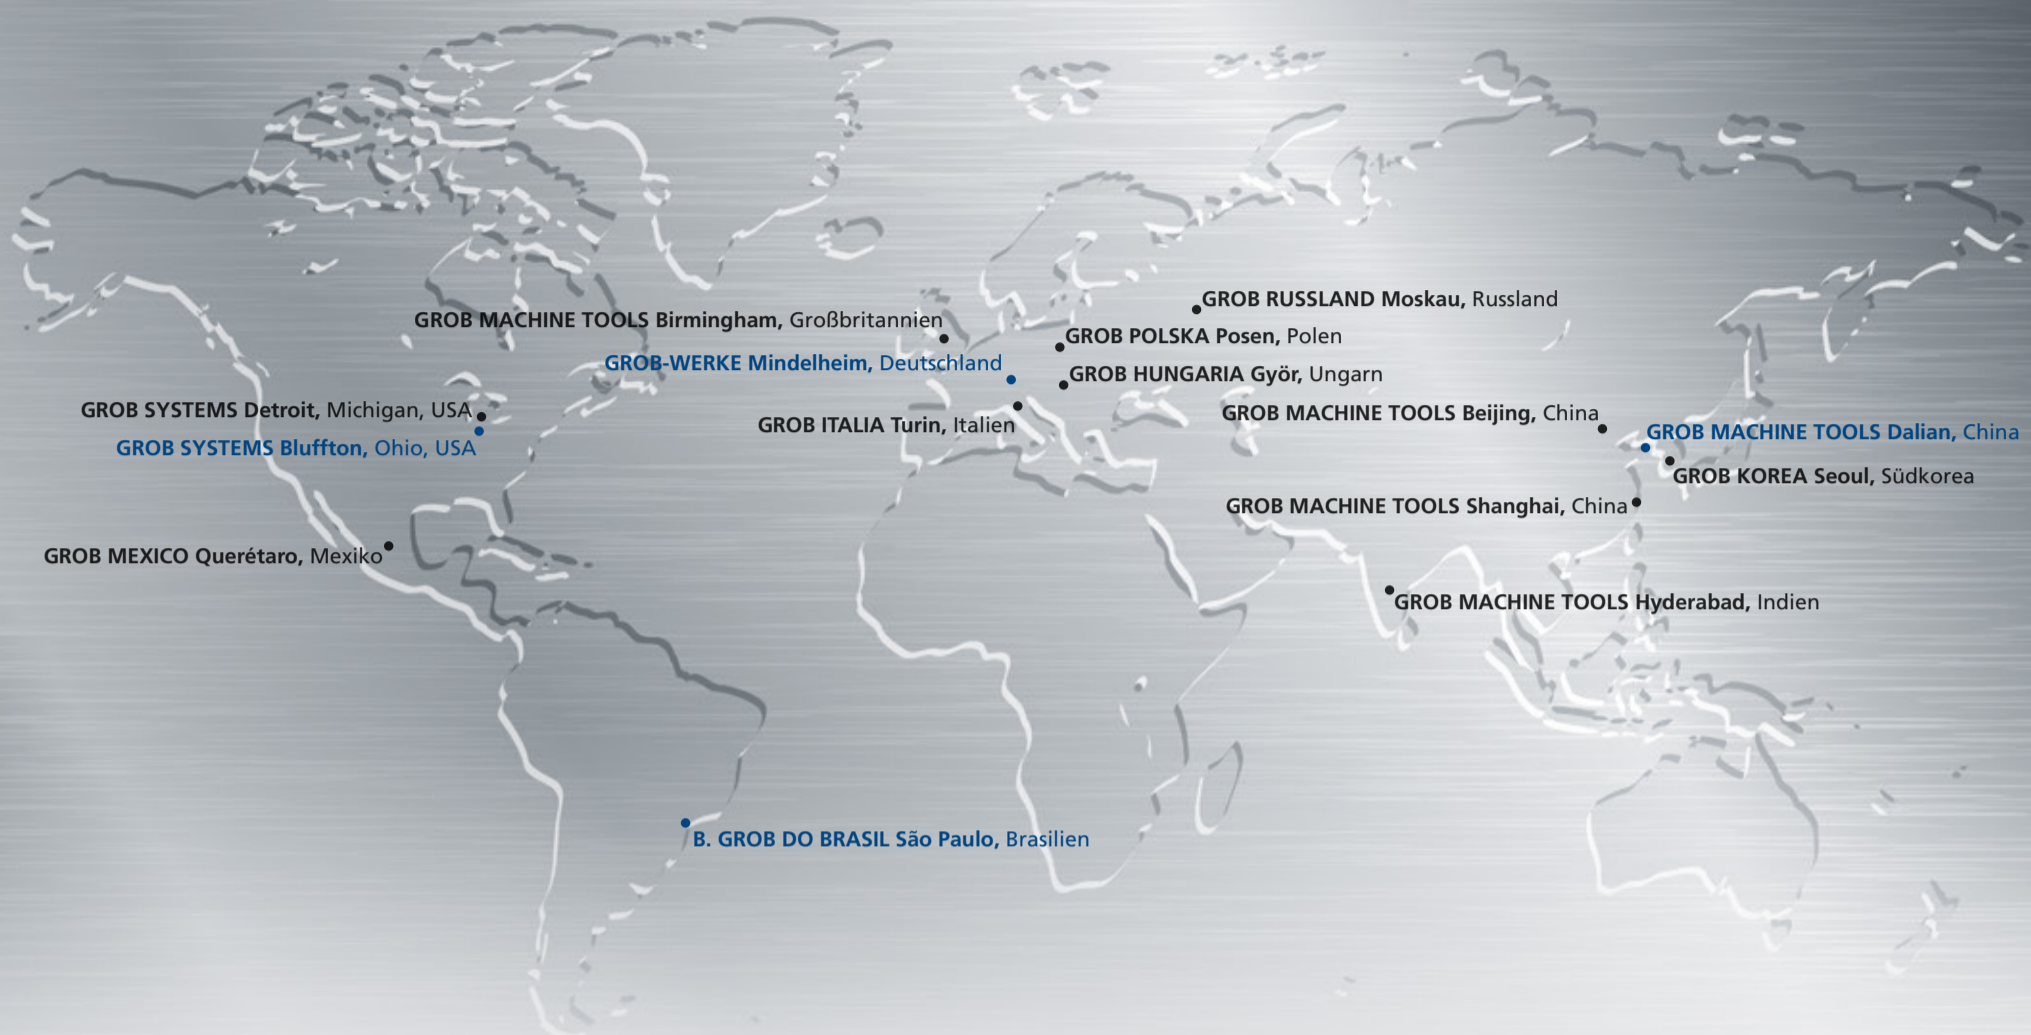 GROB RUSSLAND Moskau, Russland
GROB MACHINE TOOLS Birmingham, Großbritannien
GROB POLSKA Posen, Polen
GROB-WERKE Mindelheim, Deutschland
GROB HUNGARIA Györ, Ungarn
GROB SYSTEMS Detroit, Michigan, USA
GROB MACHINE TOOLS Beijing, China
GROB ITALIA Turin, Italien
GROB MACHINE TOOLS Dalian, China
GROB SYSTEMS Bluffton, Ohio, USA
GROB KOREA Seoul, Südkorea
GROB MACHINE TOOLS Shanghai, China
GROB MEXICO Querétaro, Mexiko
GROB MACHINE TOOLS Hyderabad, Indien
B. GROB DO BRASIL São Paulo, Brasilien